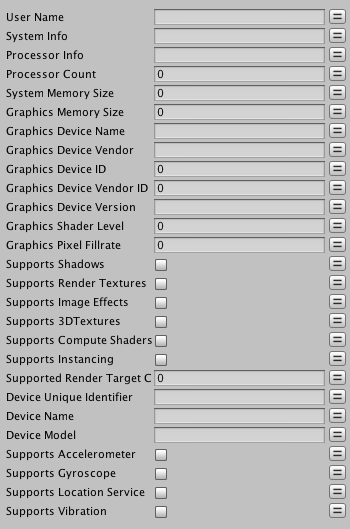 User Name
System Info
Processor Info
Processor Count 0
System Memory Size 0
Graphics Memory Size 0
Graphics Device Name
Graphics Device Vendor
Graphics Device ID 0
Graphics Device Vendor ID 0
Graphics Device Version
Graphics Shader Level 0
Graphics Pixel Fillrate 0
Supports Shadows
Supports Render Textures
Supports Image Effects
Supports 3DTextures
Supports Compute Shaders
Supports Instancing
Supported Render Target C 0
Device Unique Identifier
Device Name
Device Model
Supports Accelerometer
Supports Gyroscope
Supports Location Service
Supports Vibration